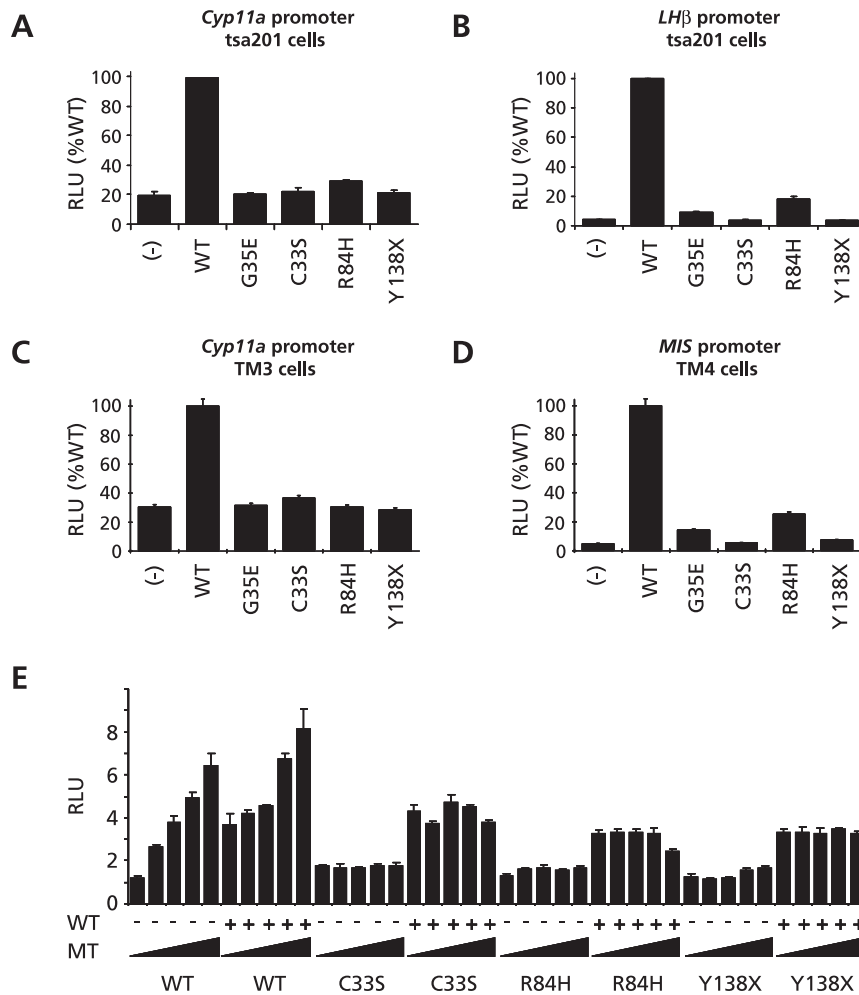 A
Cyp11a promoter
tsa201 cells
RLU (%WT)
100
80
60
40
20
0
(-)
WT
G35E
C33S
R84H
Y138X
B
LHβ promoter
tsa201 cells
RLU (%WT)
100
80
60
40
20
0
(-)
WT
G35E
C33S
R84H
Y138X
C
Cyp11a promoter
TM3 cells
RLU (%WT)
100
80
60
40
20
0
(-)
WT
G35E
C33S
R84H
Y138X
D
MIS promoter
TM4 cells
RLU (%WT)
100
80
60
40
20
0
(-)
WT
G35E
C33S
R84H
Y138X
E
RLU
8
6
4
2
0
WT - - - - - + + + + + - - - - - + + + + + - - - - - + + + + + - - - - - + + + + +
MT
WT WT C33S C33S R84H R84H Y138X Y138X